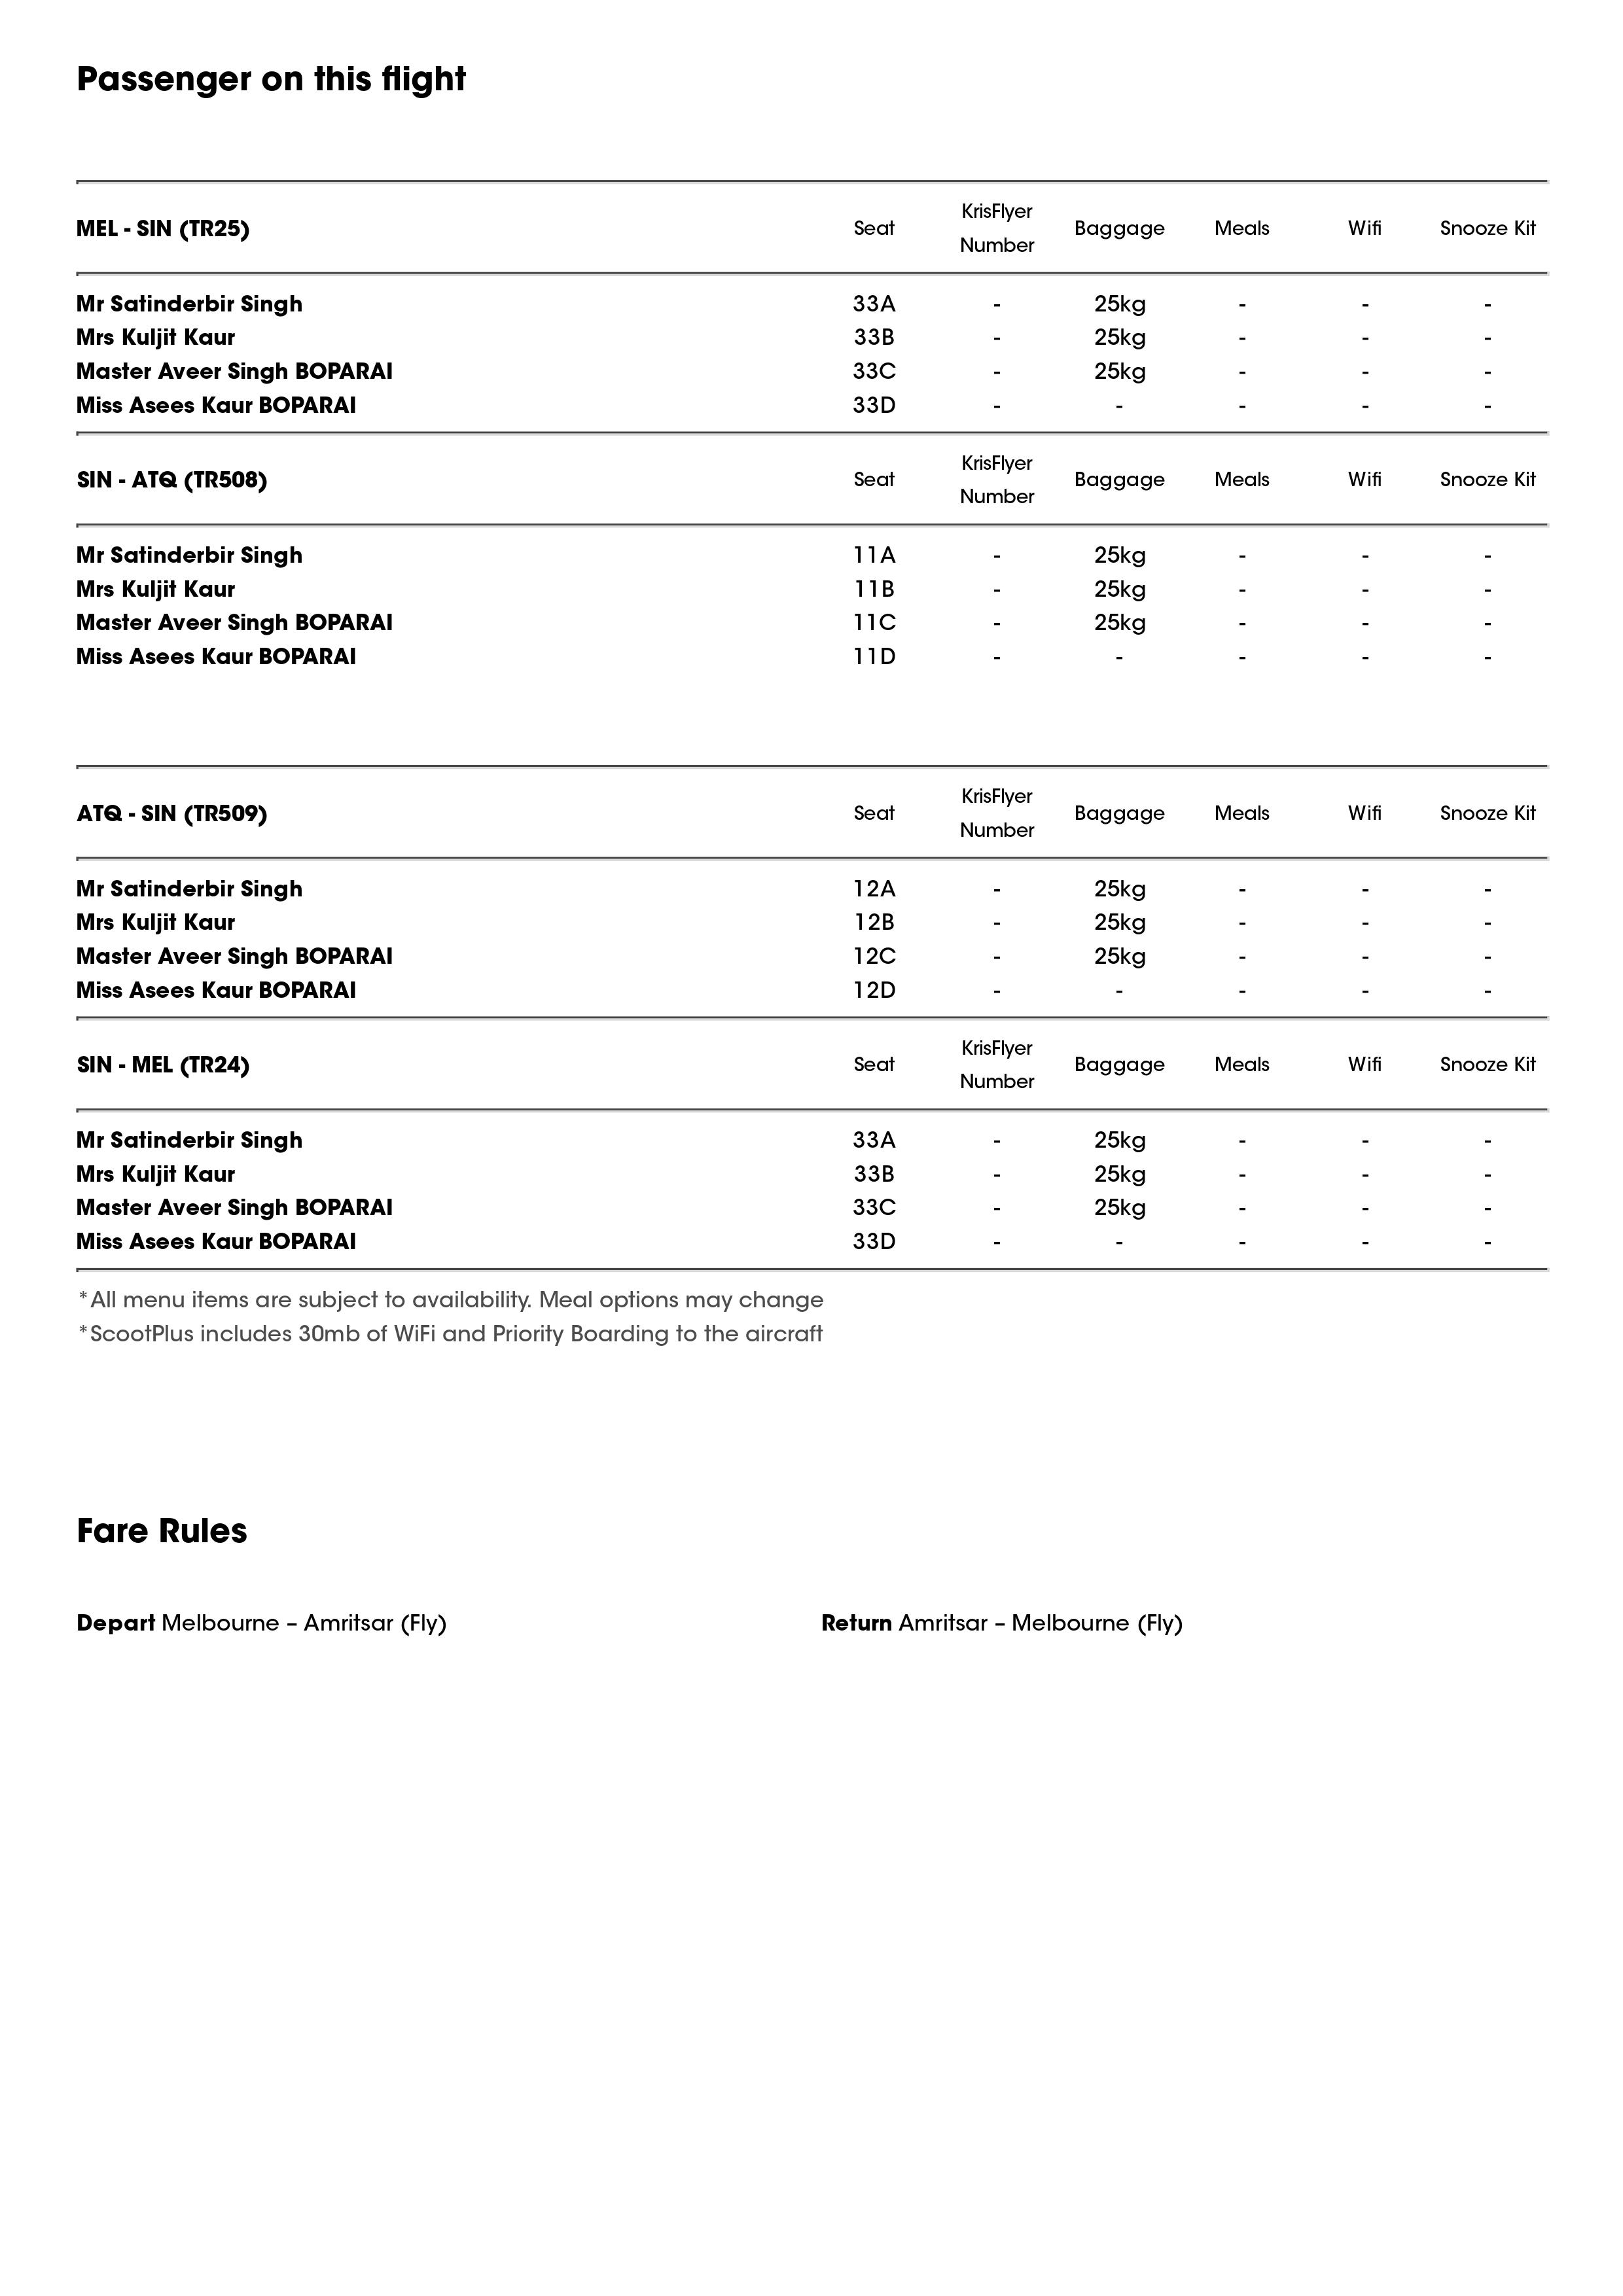 Passenger on this flight
MEL - SIN (TR25) Seat KrisFlyer Number Baggage Meals Wifi Snooze Kit
Mr Satinderbir Singh 33A - 25kg - - -
Mrs Kuljit Kaur 33B - 25kg - - -
Master Aveer Singh BOPARAI 33C - 25kg - - -
Miss Asees Kaur BOPARAI 33D - - - - -
SIN - ATQ (TR508) Seat KrisFlyer Number Baggage Meals Wifi Snooze Kit
Mr Satinderbir Singh 11A - 25kg - - -
Mrs Kuljit Kaur 11B - 25kg - - -
Master Aveer Singh BOPARAI 11C - 25kg - - -
Miss Asees Kaur BOPARAI 11D - - - - -
ATQ - SIN (TR509) Seat KrisFlyer Number Baggage Meals Wifi Snooze Kit
Mr Satinderbir Singh 12A - 25kg - - -
Mrs Kuljit Kaur 12B - 25kg - - -
Master Aveer Singh BOPARAI 12C - 25kg - - -
Miss Asees Kaur BOPARAI 12D - - - - -
SIN - MEL (TR24) Seat KrisFlyer Number Baggage Meals Wifi Snooze Kit
Mr Satinderbir Singh 33A - 25kg - - -
Mrs Kuljit Kaur 33B - 25kg - - -
Master Aveer Singh BOPARAI 33C - 25kg - - -
Miss Asees Kaur BOPARAI 33D - - - - -
*All menu items are subject to availability. Meal options may change
*ScootPlus includes 30mb of WiFi and Priority Boarding to the aircraft
Fare Rules
Depart Melbourne – Amritsar (Fly) Return Amritsar – Melbourne (Fly)